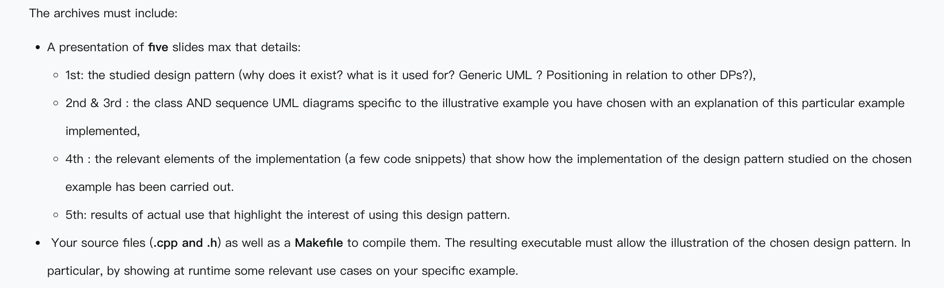 The archives must include:
• A presentation of five slides max that details:
○ 1st: the studied design pattern (why does it exist? what is it used for? Generic UML ? Positioning in relation to other DPs?),
○ 2nd & 3rd : the class AND sequence UML diagrams specific to the illustrative example you have chosen with an explanation of this particular example
implemented,
○ 4th : the relevant elements of the implementation (a few code snippets) that show how the implementation of the design pattern studied on the chosen
example has been carried out.
○ 5th: results of actual use that highlight the interest of using this design pattern.
• Your source files (.cpp and .h) as well as a Makefile to compile them. The resulting executable must allow the illustration of the chosen design pattern. In
particular, by showing at runtime some relevant use cases on your specific example.